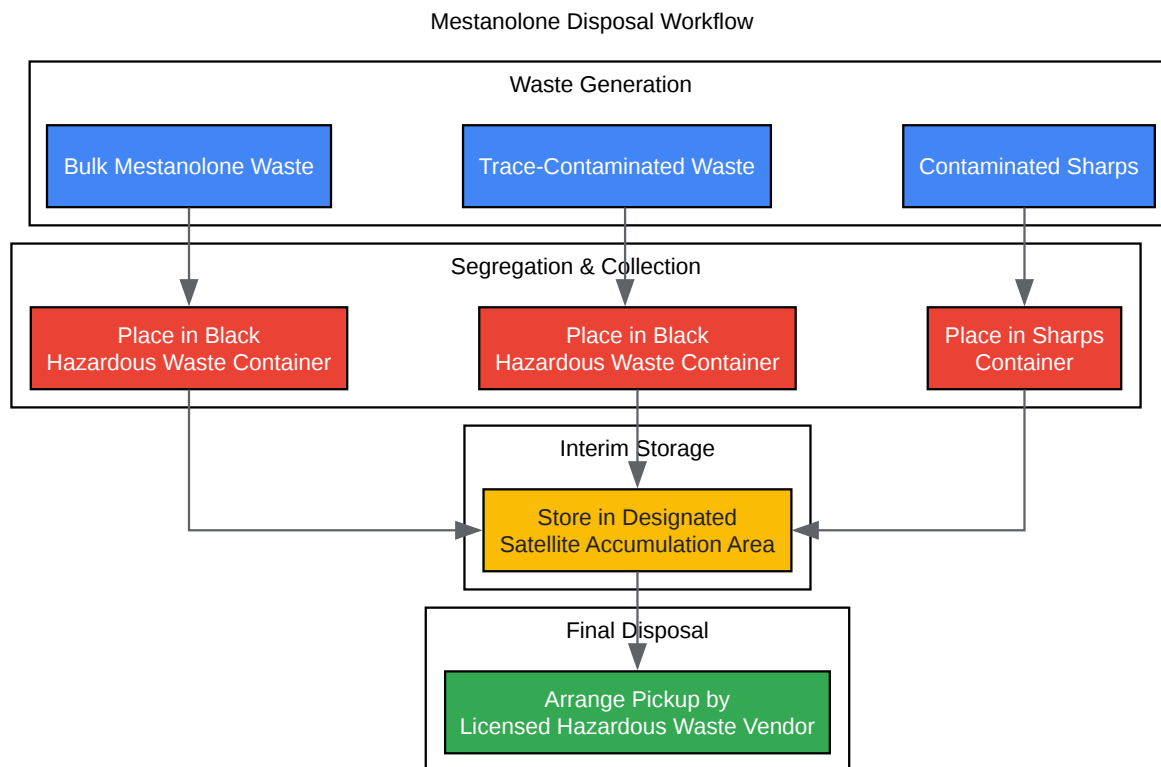 Mestanolone Disposal Workflow
Waste Generation
Bulk Mestanolone Waste
Trace-Contaminated Waste
Contaminated Sharps
Segregation & Collection
Place in Black
Hazardous Waste Container
Place in Black
Hazardous Waste Container
Place in Sharps
Container
Interim Storage
Store in Designated
Satellite Accumulation Area
Final Disposal
Arrange Pickup by
Licensed Hazardous Waste Vendor